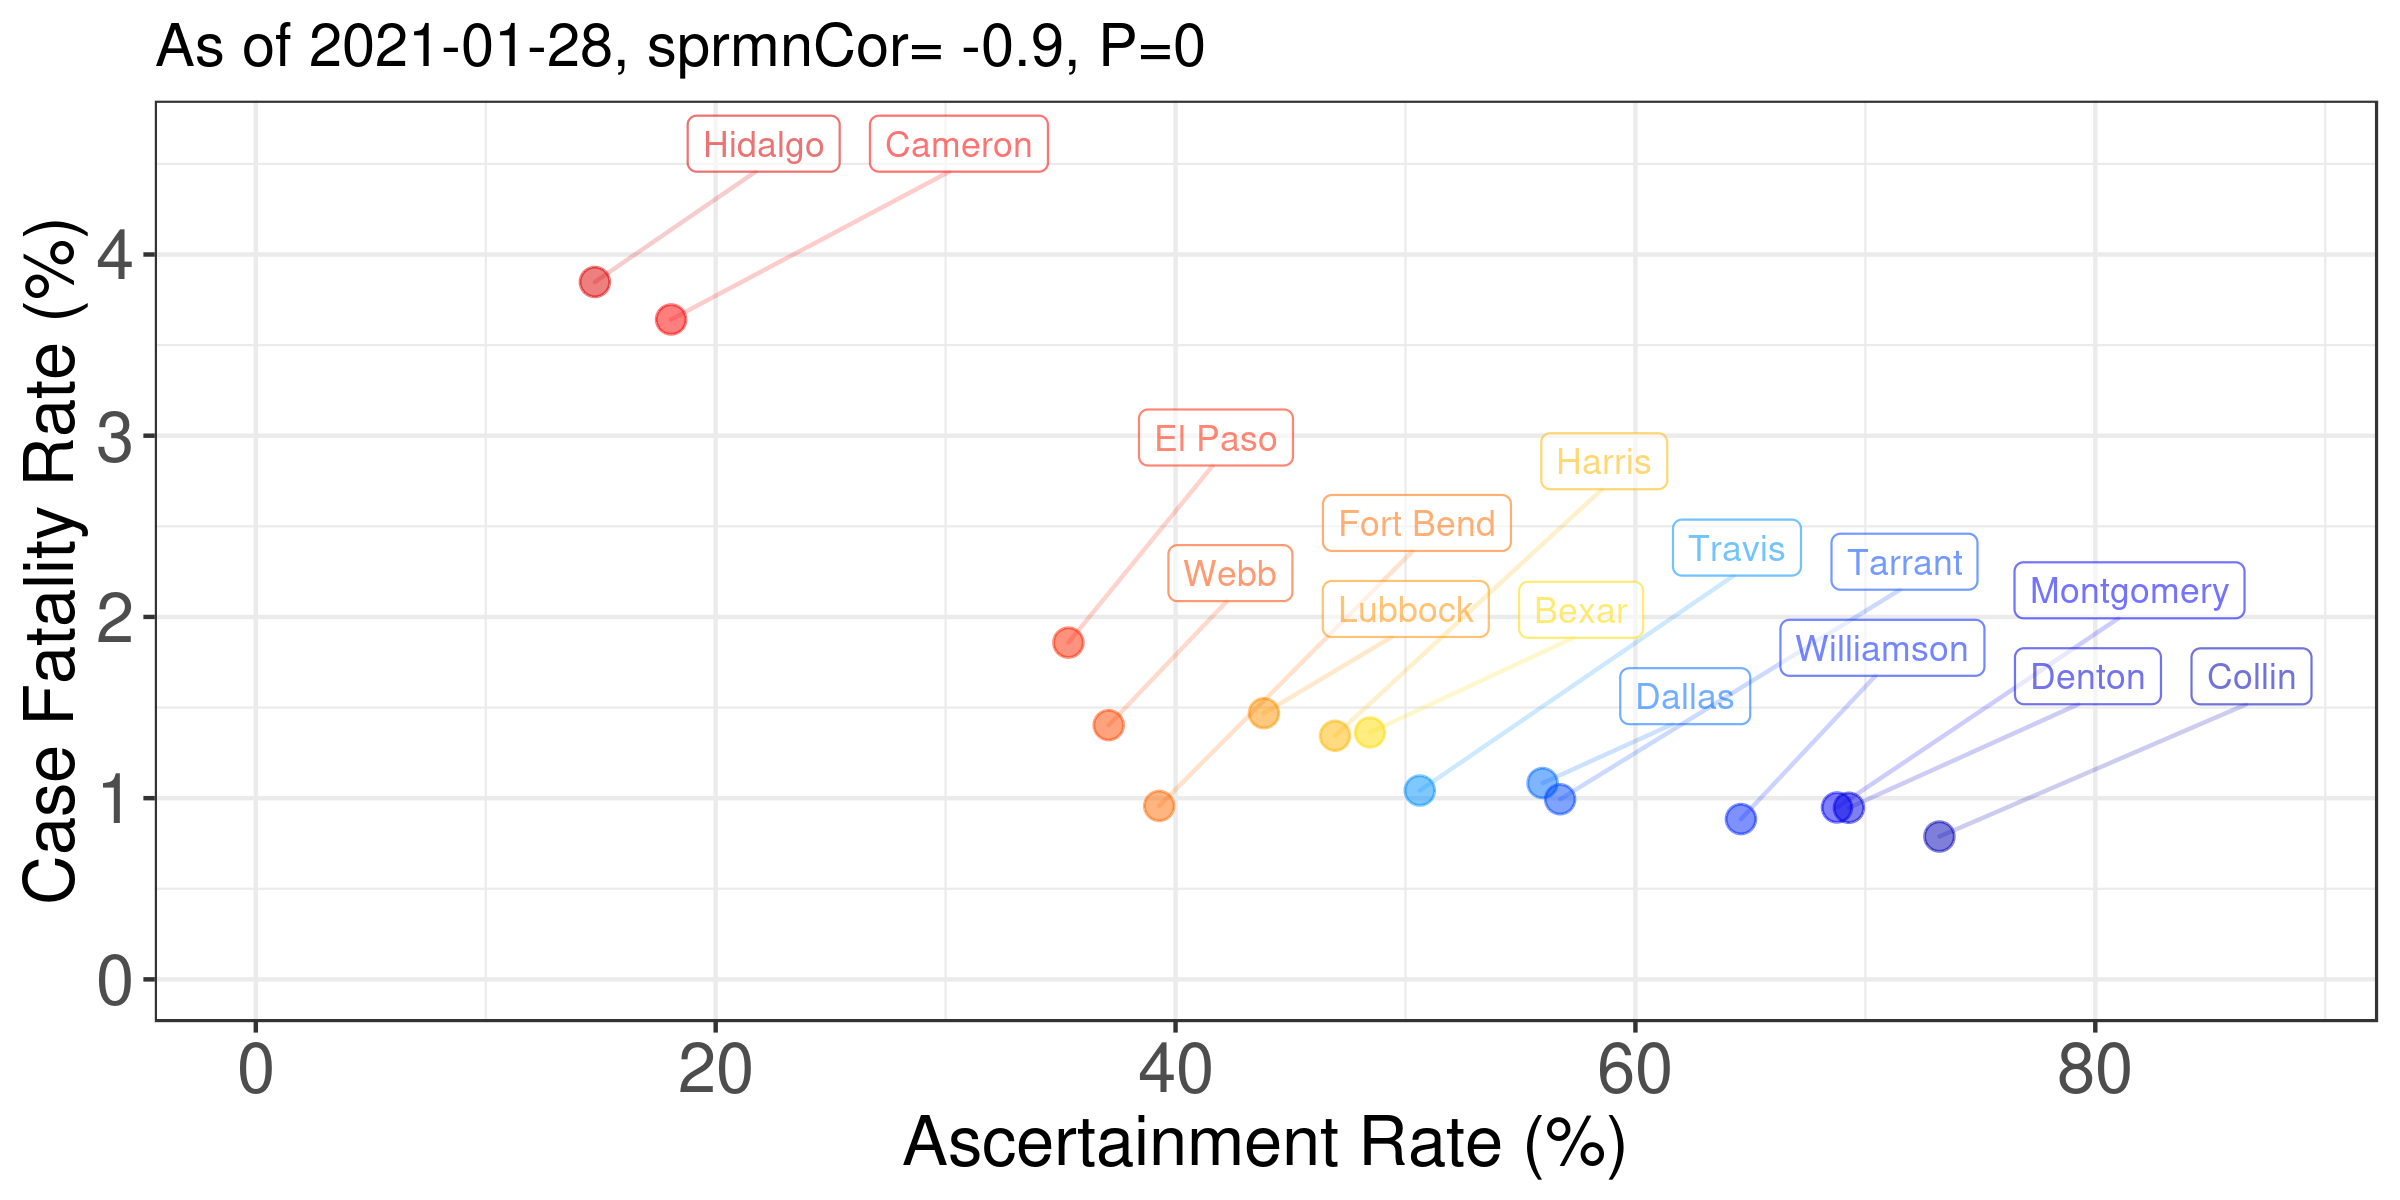 As of 2021-01-28, sprmnCor= -0.9, P=0
Case Fatality Rate (%)
4
3
2
1
0
Hidalgo
Cameron
El Paso
Harris
Fort Bend
Travis
Tarrant
Webb
Montgomery
Lubbock
Bexar
Williamson
Denton
Collin
Dallas
0
20
40
60
80
Ascertainment Rate (%)